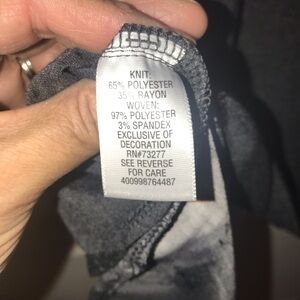 KNIT:
65% POLYESTER
35% RAYON
WOVEN:
97% POLYESTER
3% SPANDEX
EXCLUSIVE OF
DECORATION
RN#73277
SEE REVERSE
FOR CARE
400998764487